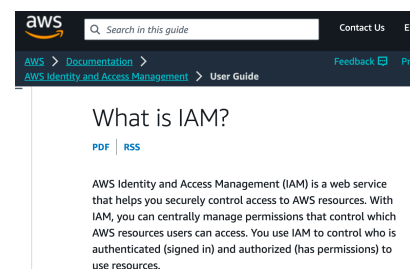 aws
Search in this guide
Contact Us
AWS > Documentation >
Feedback
AWS Identity and Access Management > User Guide
What is IAM?
PDF | RSS
AWS Identity and Access Management (IAM) is a web service
that helps you securely control access to AWS resources. With
IAM, you can centrally manage permissions that control which
AWS resources users can access. You use IAM to control who is
authenticated (signed in) and authorized (has permissions) to
use resources.